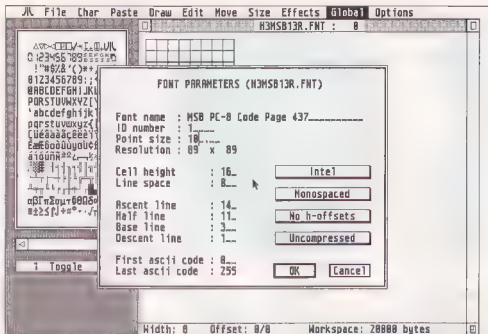 File Char Paste Draw Edit Move Size Effects Global Options
H3MSB13R.FNT : 0
0123456789
!"#$%&'()*+,
0123456789:;
@ABCDEFGHIJKL
PQRSTUVWXYZ[\
`abcdefghijkl
pqrstuvwxyz{
FONT PARAMETERS (H3MSB13R.FNT)
Font name : MSB PC-8 Code Page 437
ID number : 1
Point size : 10
Resolution : 89 x 89
Cell height : 16
Line space : 0
Intel
Monospaced
Ascent line : 14
Half line : 11
No h-offsets
Base line : 3
Descent line : 1
Uncompressed
First ascii code : 0
Last ascii code : 255
OK Cancel
1 Toggle
Width: 8 Offset: 0/0 Workspace: 20000 bytes